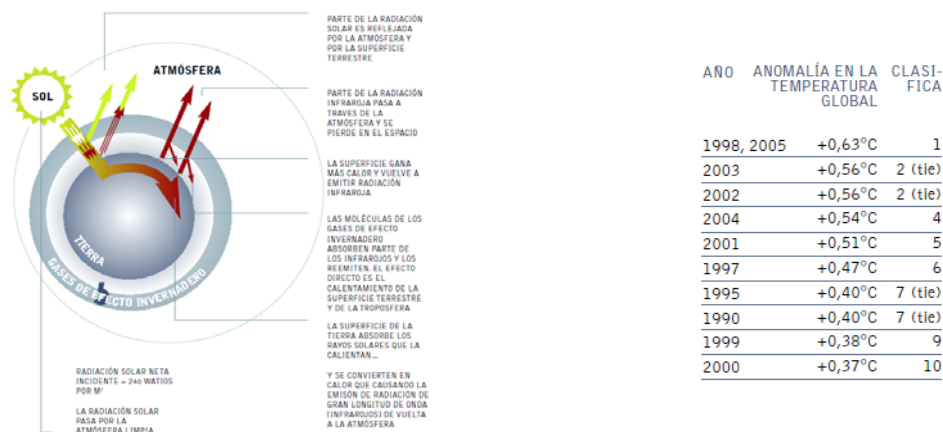 PARTE DE LA RADIACIÓN
SOLAR ES REFLEJADA
POR LA ATMÓSFERA Y
POR LA SUPERFICIE
TERRESTRE
ATMÓSFERA
SOL
PARTE DE LA RADIACIÓN
INFRAROJA PASA A
TRAVES DE LA
ATMÓSFERA Y SE
PIERDE EN EL ESPACIO
LA SUPERFICIE GANA
MÁS CALOR Y VUELVE A
EMITIR RADIACIÓN
INFRAROJA
LAS MOLÉCULAS DE LOS
GASES DE EFECTO
INVERNADERO
ABSORBEN PARTE DE
LOS INFRAROJOS Y LOS
REEMITEN. EL EFECTO
DIRECTO ES EL
CALENTAMIENTO DE LA
SUPERFICIE TERRESTRE
Y DE LA TROPOSFERA
TIERRA
GASES DE EFECTO INVERNADERO
LA SUPERFICIE DE LA
TIERRA ABSORBE LOS
RAYOS SOLARES QUE LA
CALIENTAN...
Y SE CONVIERTEN EN
CALOR QUE CAUSANDO LA
EMISÓN DE RADIACIÓN DE
GRAN LONGITUD DE ONDA
[INFRAROJOS] DE VUELTA
A LA ATMÓSFERA
RADIACIÓN SOLAR NETA
INCIDENTE = 240 WATIOS
POR M²
LA RADIACIÓN SOLAR
PASA POR LA
ATMÓSFERA LIMPIA
AÑO ANOMALÍA EN LA CLASI-
TEMPERATURA FICA
GLOBAL
1998, 2005 +0,63°C 1
2003 +0,56°C 2 (tie)
2002 +0,56°C 2 (tie)
2004 +0,54°C 4
2001 +0,51°C 5
1997 +0,47°C 6
1995 +0,40°C 7 (tie)
1990 +0,40°C 7 (tie)
1999 +0,38°C 9
2000 +0,37°C 10